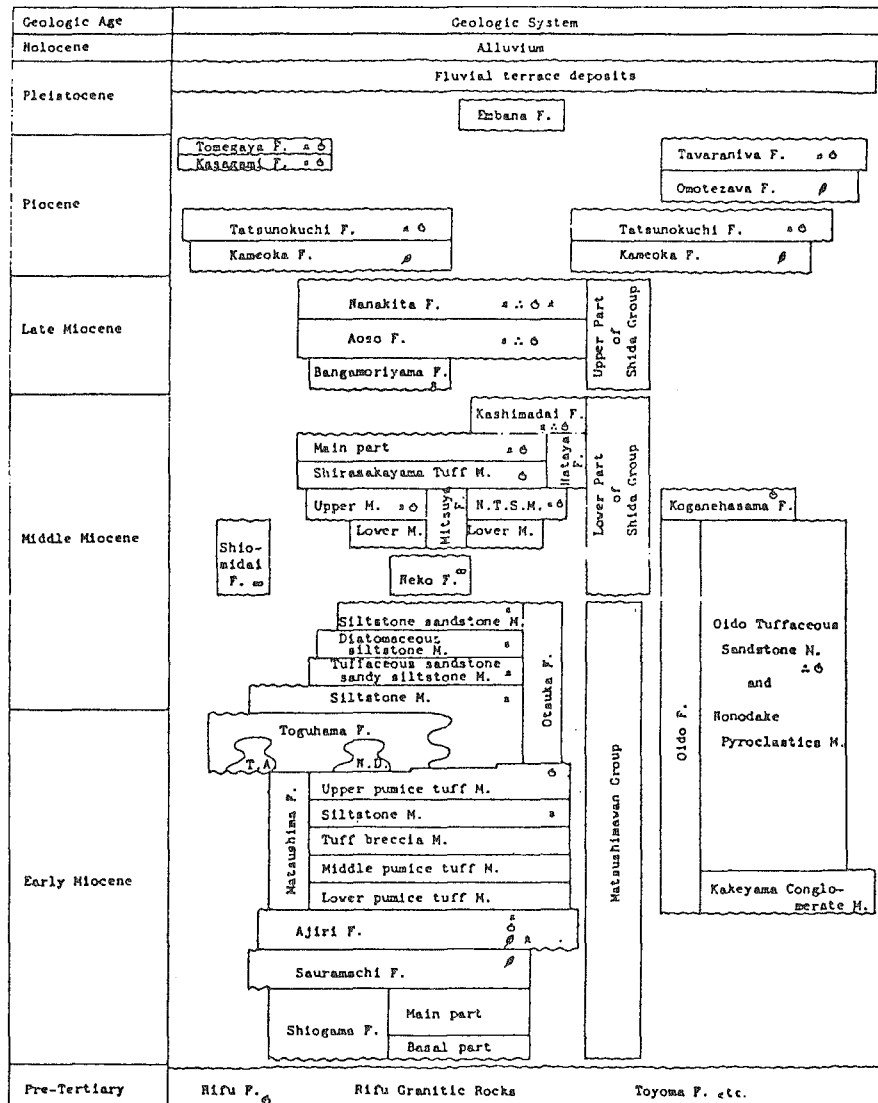 Geologic Age
Geologic System
Holocene
Alluvium
Pleistocene
Fluvial terrace deposits
Embana F.
Piocene
Tomegaya F.
Kasagami F.
Tavaraniwa F.
Omotezawa F.
Tatsunokuchi F.
Kameoka F.
Tatsunokuchi F.
Kameoka F.
Late Miocene
Nanakita F.
Aoso F.
Bangamoriyama F.
Upper Part
of
Shida Group
Middle Miocene
Kashimadai F.
Main part
Shirasakayama Tuff M.
Hataya
F.
Upper M.
Lower M.
Mitsuya
F.
N.T.S.M.
Lower M.
Lower Part
of
Shida Group
Koganehasama F.
Shio-
midai
F.
Neko F.
Siltstone sandstone M.
Diatomaceous
siltstone M.
Tuffaceous sandstone
sandy siltstone M.
Siltstone M.
Otsuka F.
Oido F.
Oido Tuffaceous
Sandstone N.
and
Nonodake
Pyroclastics M.
Early Miocene
Toguhama F.
T.A
N.D.
Matsushima F.
Upper pumice tuff M.
Siltstone M.
Tuff breccia M.
Middle pumice tuff M.
Lower pumice tuff M.
Matsushimawan Group
Kakeyama Conglo-
merate M.
Ajiri F.
Sauramachi F.
Shiogama F.
Main part
Basal part
Pre-Tertiary
Rifu F.
Rifu Granitic Rocks
Toyoma F. etc.